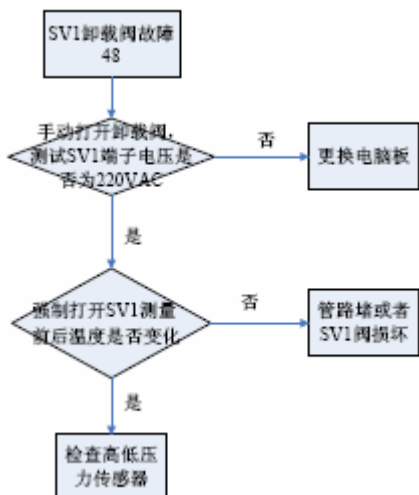 SV1卸载阀故障
48
手动打开卸载阀,
测试SV1端子电压是
否为220VAC
否
更换电脑板
是
强制打开SV1测量
前后温度是否变化
否
管路堵或者
SV1阀损坏
是
检查高低压
力传感器